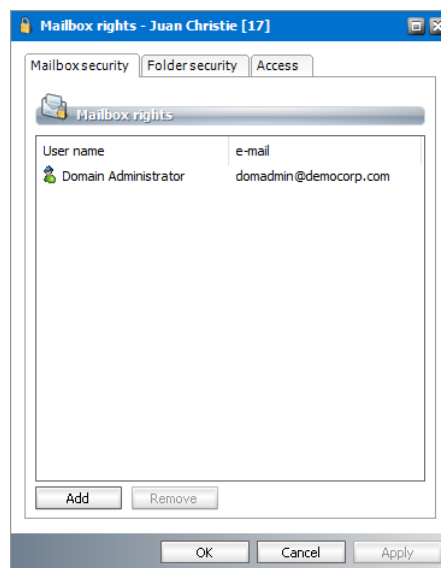 Mailbox rights - Juan Christie [17]
Mailbox security Folder security Access
Mailbox rights
User name e-mail
Domain Administrator domadmin@democorp.com
Add Remove
OK Cancel Apply